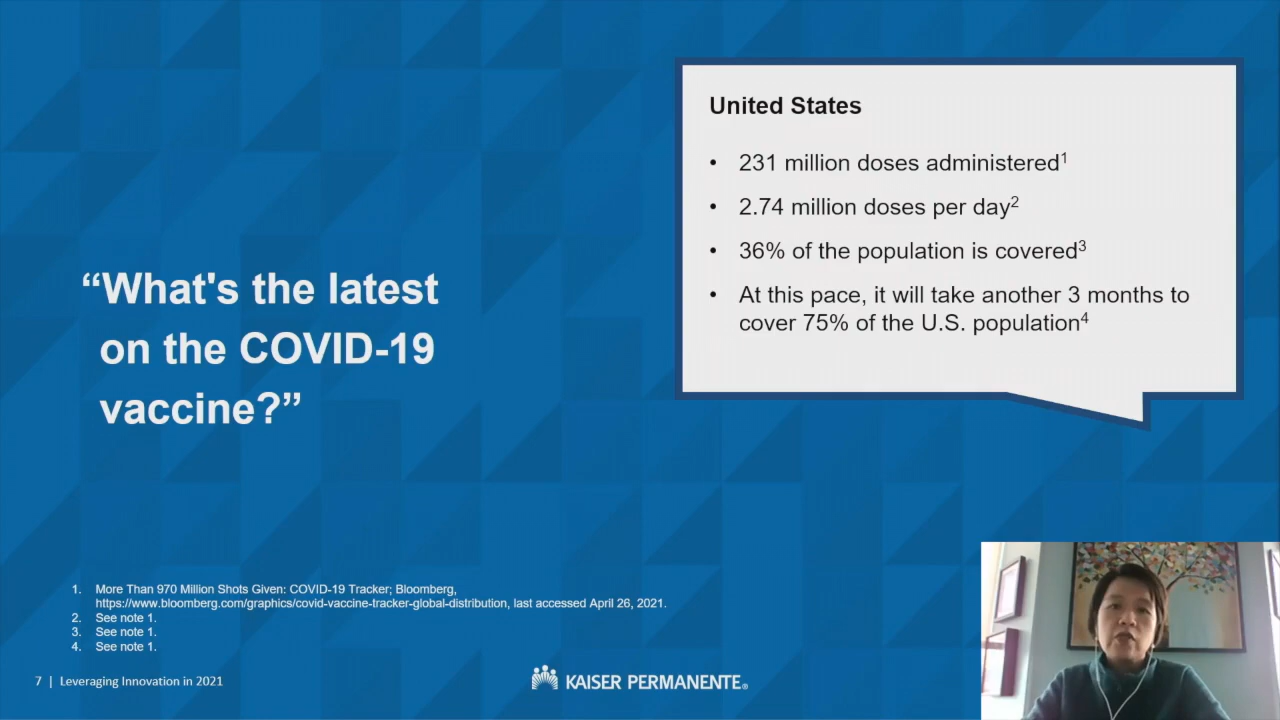 “What's the latest
on the COVID-19
vaccine?”
United States
• 231 million doses administered¹
• 2.74 million doses per day²
• 36% of the population is covered³
• At this pace, it will take another 3 months to
cover 75% of the U.S. population⁴
1. More Than 970 Million Shots Given: COVID-19 Tracker; Bloomberg,
https://www.bloomberg.com/graphics/covid-vaccine-tracker-global-distribution, last accessed April 26, 2021.
2. See note 1.
3. See note 1.
4. See note 1.
7 | Leveraging Innovation in 2021
KAISER PERMANENTE®